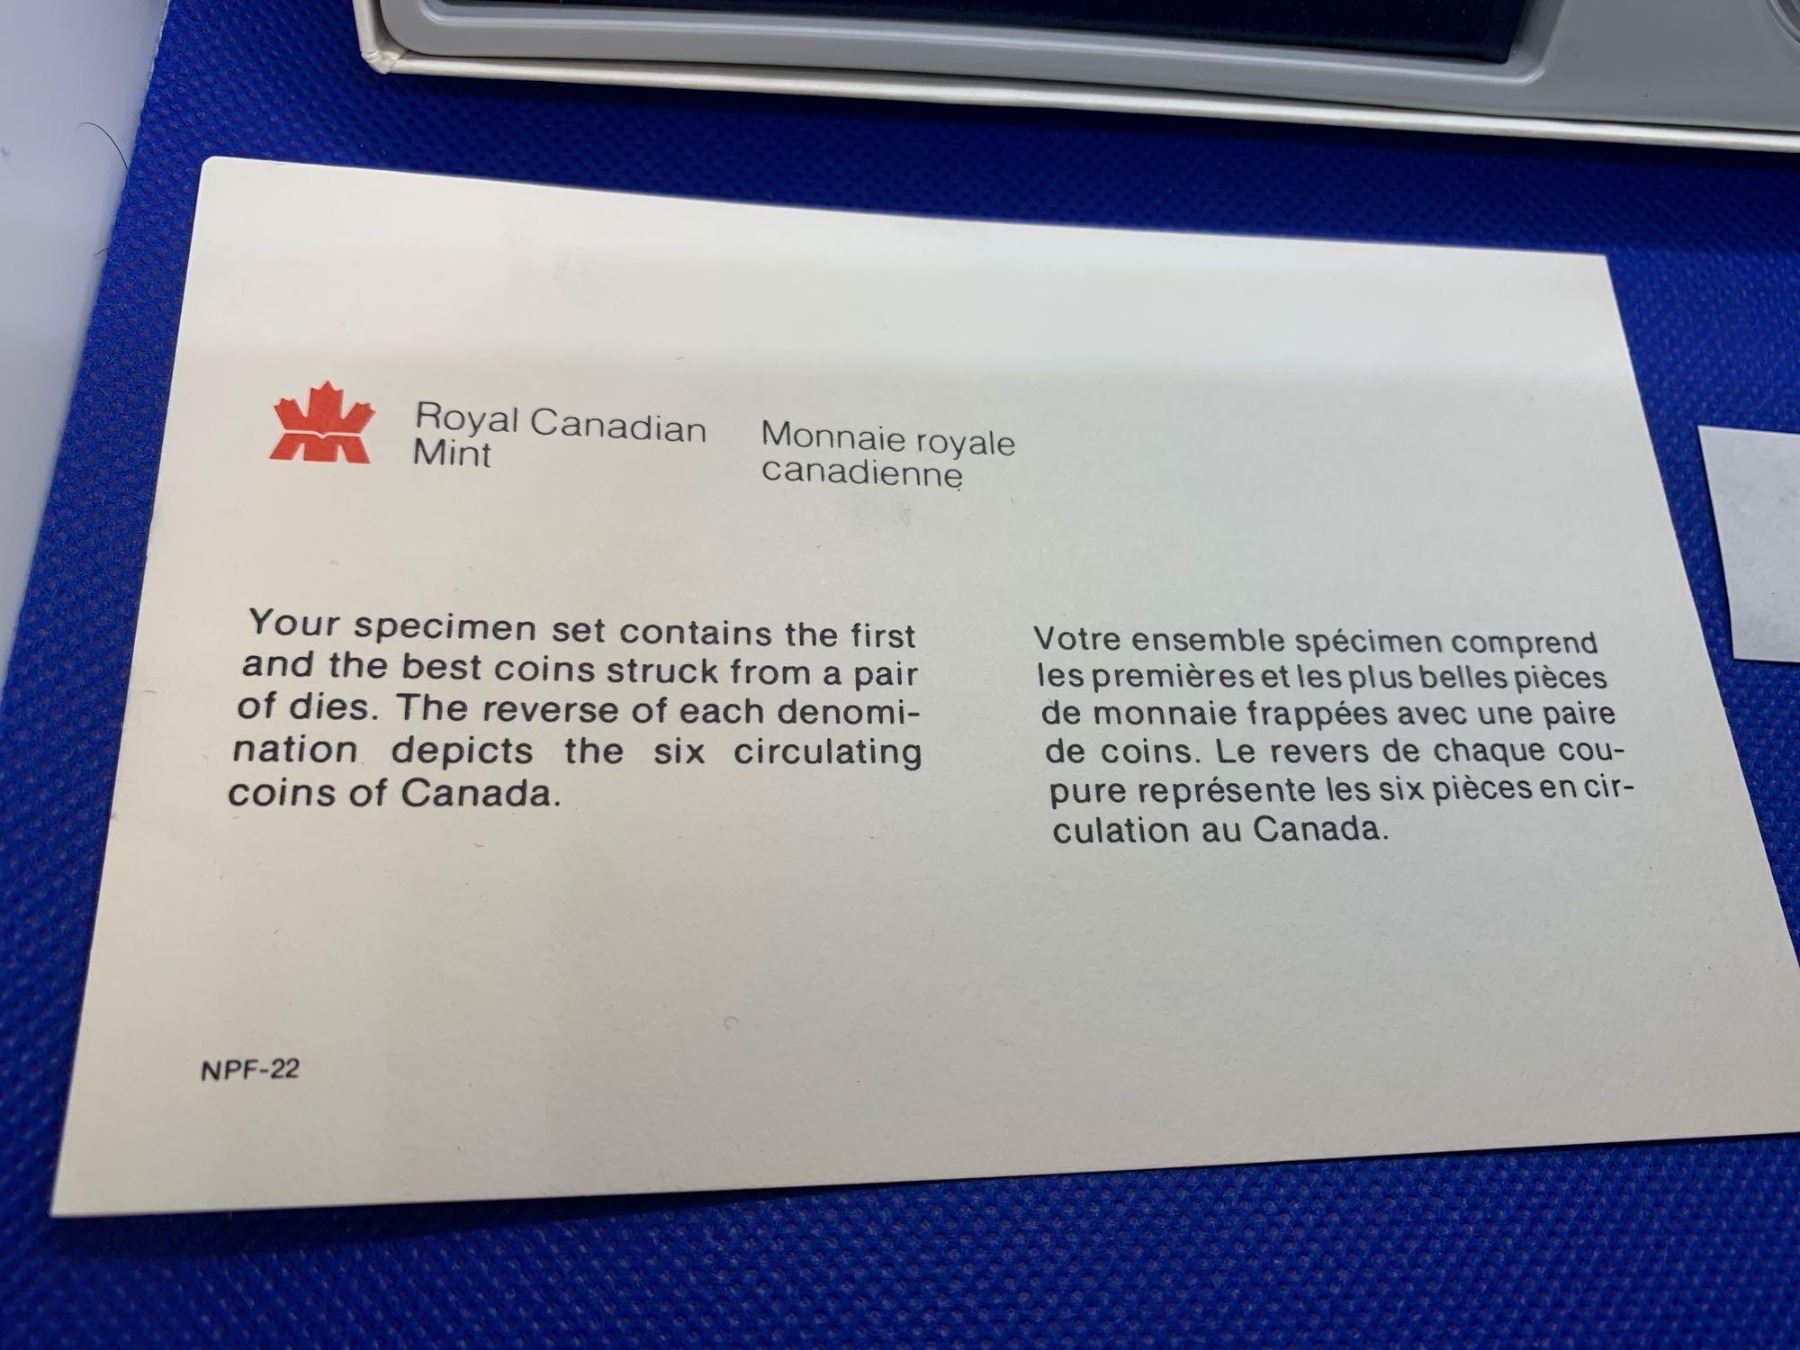 Royal Canadian
Mint
Monnaie royale
canadienne
Your specimen set contains the first
and the best coins struck from a pair
of dies. The reverse of each denomi-
nation depicts the six circulating
coins of Canada.
Votre ensemble spécimen comprend
les premières et les plus belles pièces
de monnaie frappées avec une paire
de coins. Le revers de chaque cou-
pure représente les six pièces en cir-
culation au Canada.
NPF-22